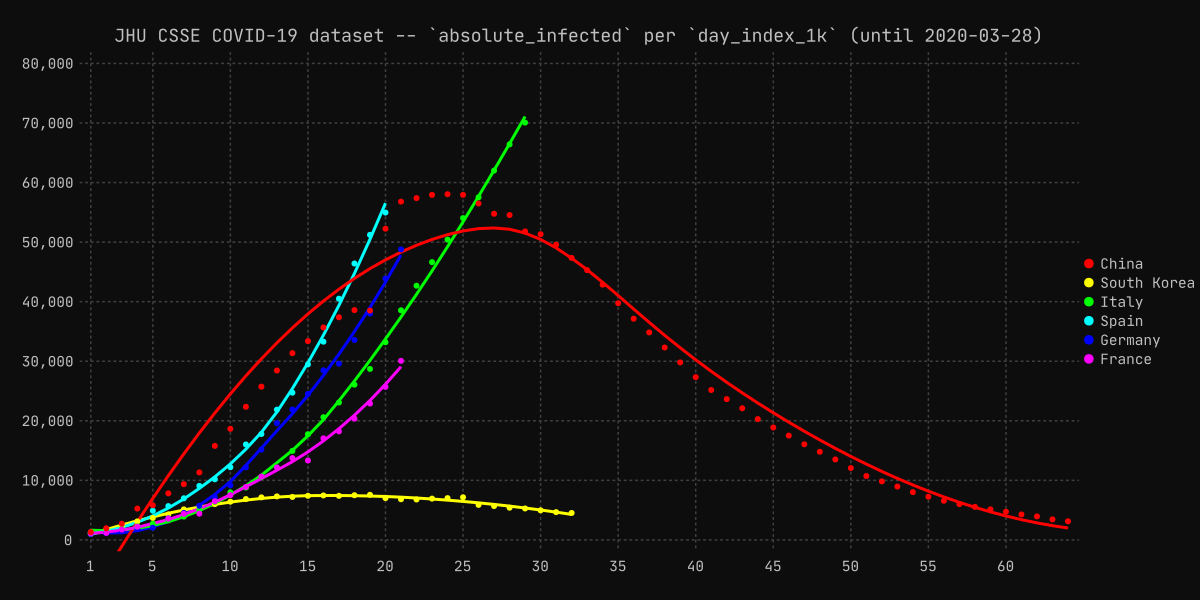 JHU CSSE COVID-19 dataset -- `absolute_infected` per `day_index_1k` (until 2020-03-28)
80,000
70,000
60,000
50,000
40,000
30,000
20,000
10,000
0
1 5 10 15 20 25 30 35 40 45 50 55 60
China
South Korea
Italy
Spain
Germany
France